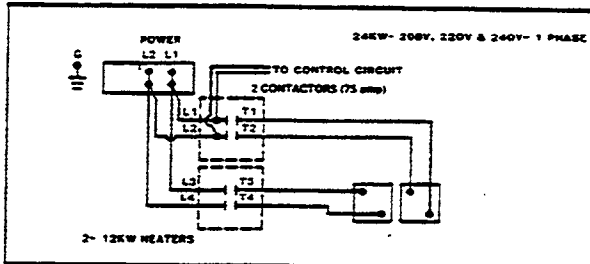 24KW- 208V, 220V & 240V- 1 PHASE
POWER
G L2 L1
TO CONTROL CIRCUIT
2 CONTACTORS (75 amp)
L1 T1
L2 T2
L3 T3
L4 T4
2- 12KW HEATERS